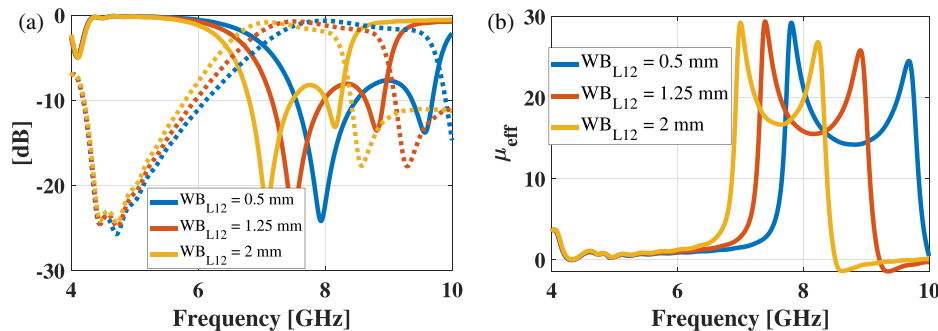 (a)
0
-10
-20
-30
[dB]
WB_L12 = 0.5 mm
WB_L12 = 1.25 mm
WB_L12 = 2 mm
4 6 8 10
Frequency [GHz]
(b)
30
20
10
0
μ_eff
WB_L12 = 0.5 mm
WB_L12 = 1.25 mm
WB_L12 = 2 mm
4 6 8 10
Frequency [GHz]